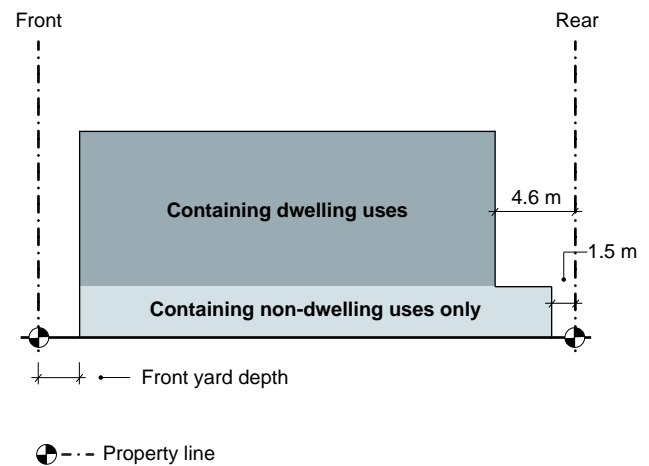 Front
Rear
4.6 m
Containing dwelling uses
1.5 m
Containing non-dwelling uses only
Front yard depth
Property line